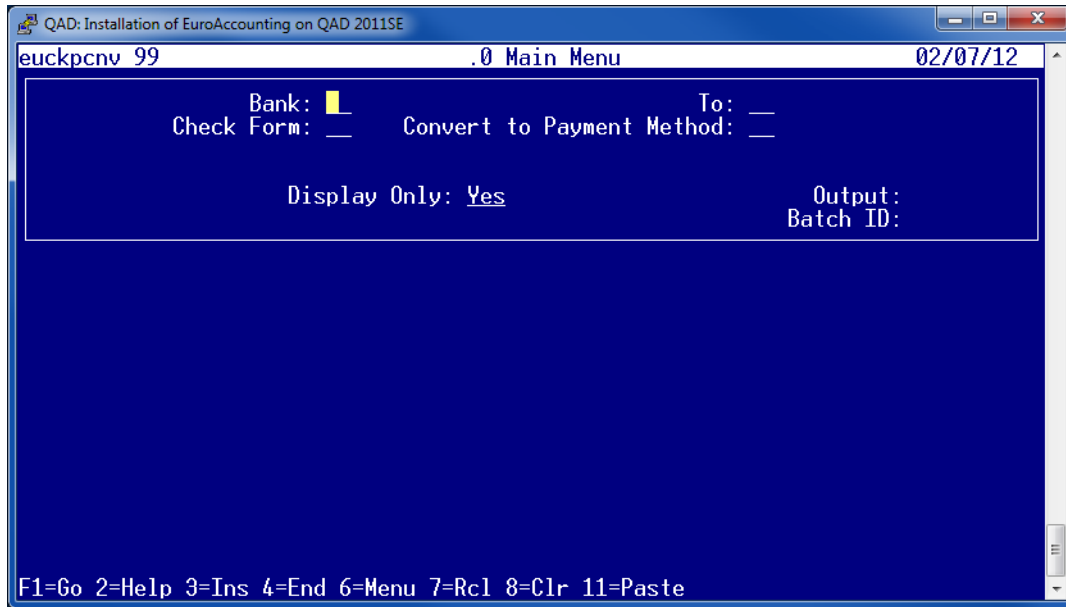 QAD: Installation of EuroAccounting on QAD 2011SE
euckpcnv 99 .0 Main Menu 02/07/12
Bank: To:
Check Form: Convert to Payment Method:
Display Only: Yes Output:
Batch ID:
F1=Go 2=Help 3=Ins 4=End 6=Menu 7=Rcl 8=Clr 11=Paste